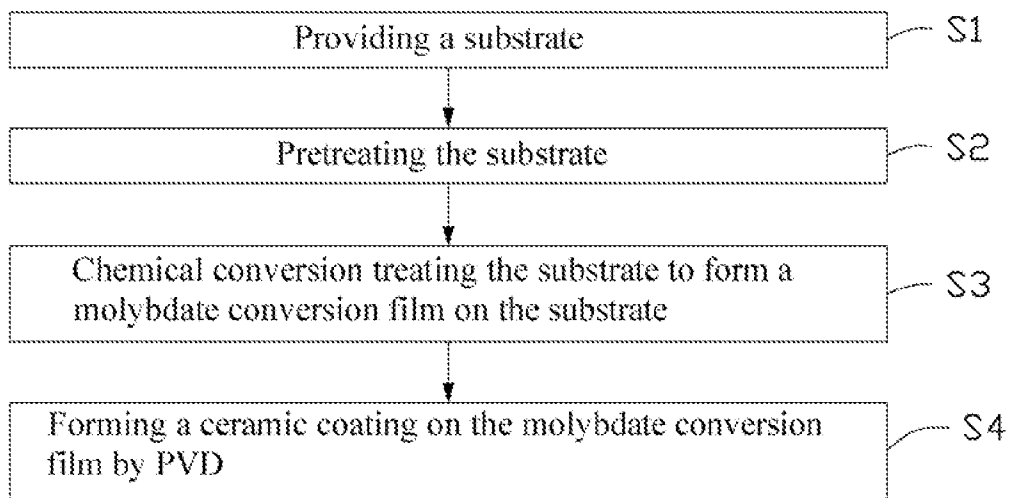 Providing a substrate S1
Pretreating the substrate S2
Chemical conversion treating the substrate to form a
molybdate conversion film on the substrate S3
Forming a ceramic coating on the molybdate conversion
film by PVD S4